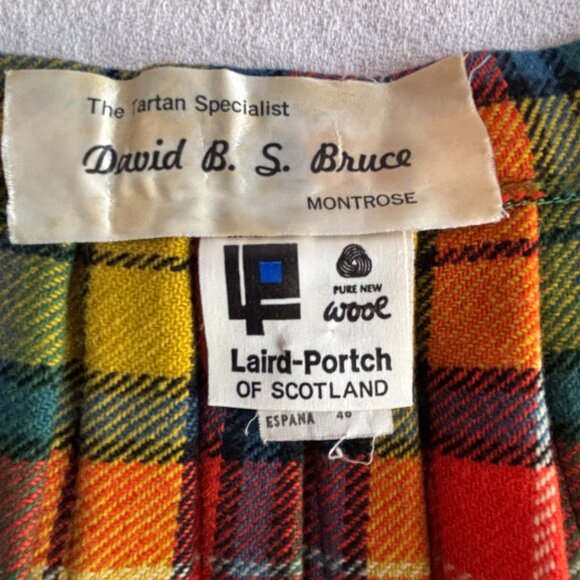 The Tartan Specialist
David B. S. Bruce
MONTROSE
PURE NEW
wool
Laird-Portch
OF SCOTLAND
ESPANA 46